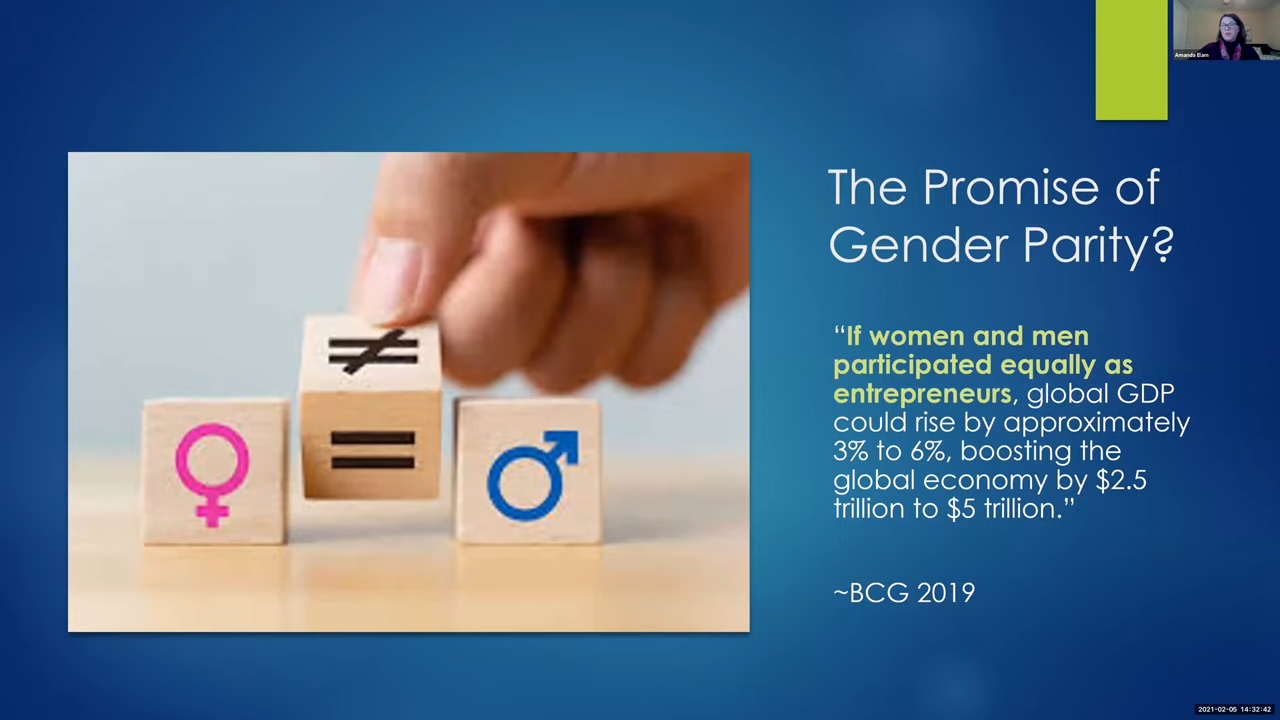 Amanda Elam
The Promise of
Gender Parity?
≠
=
“If women and men
participated equally as
entrepreneurs, global GDP
could rise by approximately
3% to 6%, boosting the
global economy by $2.5
trillion to $5 trillion.”
~BCG 2019
2021-02-05 14:32:42